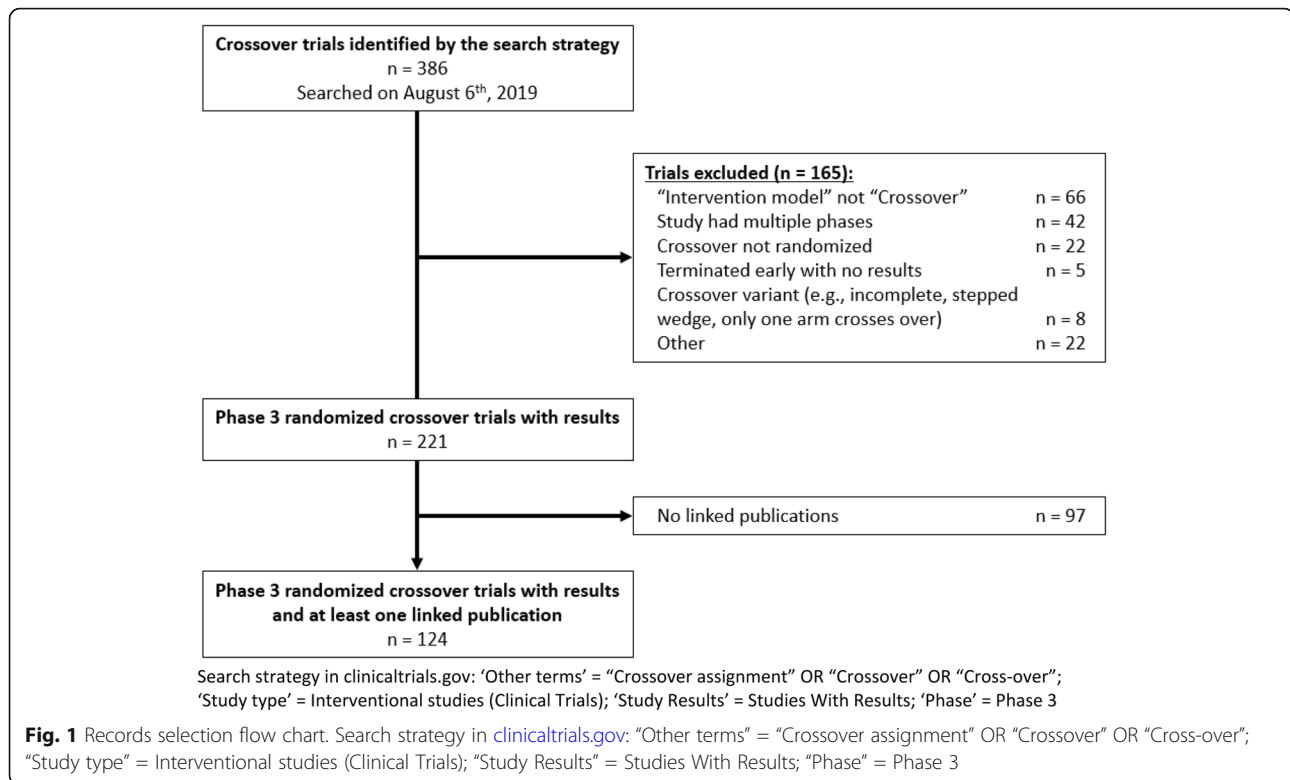 Crossover trials identified by the search strategy
n = 386
Searched on August 6th, 2019
Trials excluded (n = 165):
“Intervention model” not “Crossover” n = 66
Study had multiple phases n = 42
Crossover not randomized n = 22
Terminated early with no results n = 5
Crossover variant (e.g., incomplete, stepped
wedge, only one arm crosses over) n = 8
Other n = 22
Phase 3 randomized crossover trials with results
n = 221
No linked publications n = 97
Phase 3 randomized crossover trials with results
and at least one linked publication
n = 124
Search strategy in clinicaltrials.gov: ‘Other terms’ = “Crossover assignment” OR “Crossover” OR “Cross-over”;
‘Study type’ = Interventional studies (Clinical Trials); ‘Study Results’ = Studies With Results; ‘Phase’ = Phase 3
Fig. 1 Records selection flow chart. Search strategy in clinicaltrials.gov: “Other terms” = “Crossover assignment” OR “Crossover” OR “Cross-over”;
“Study type” = Interventional studies (Clinical Trials); “Study Results” = Studies With Results; “Phase” = Phase 3